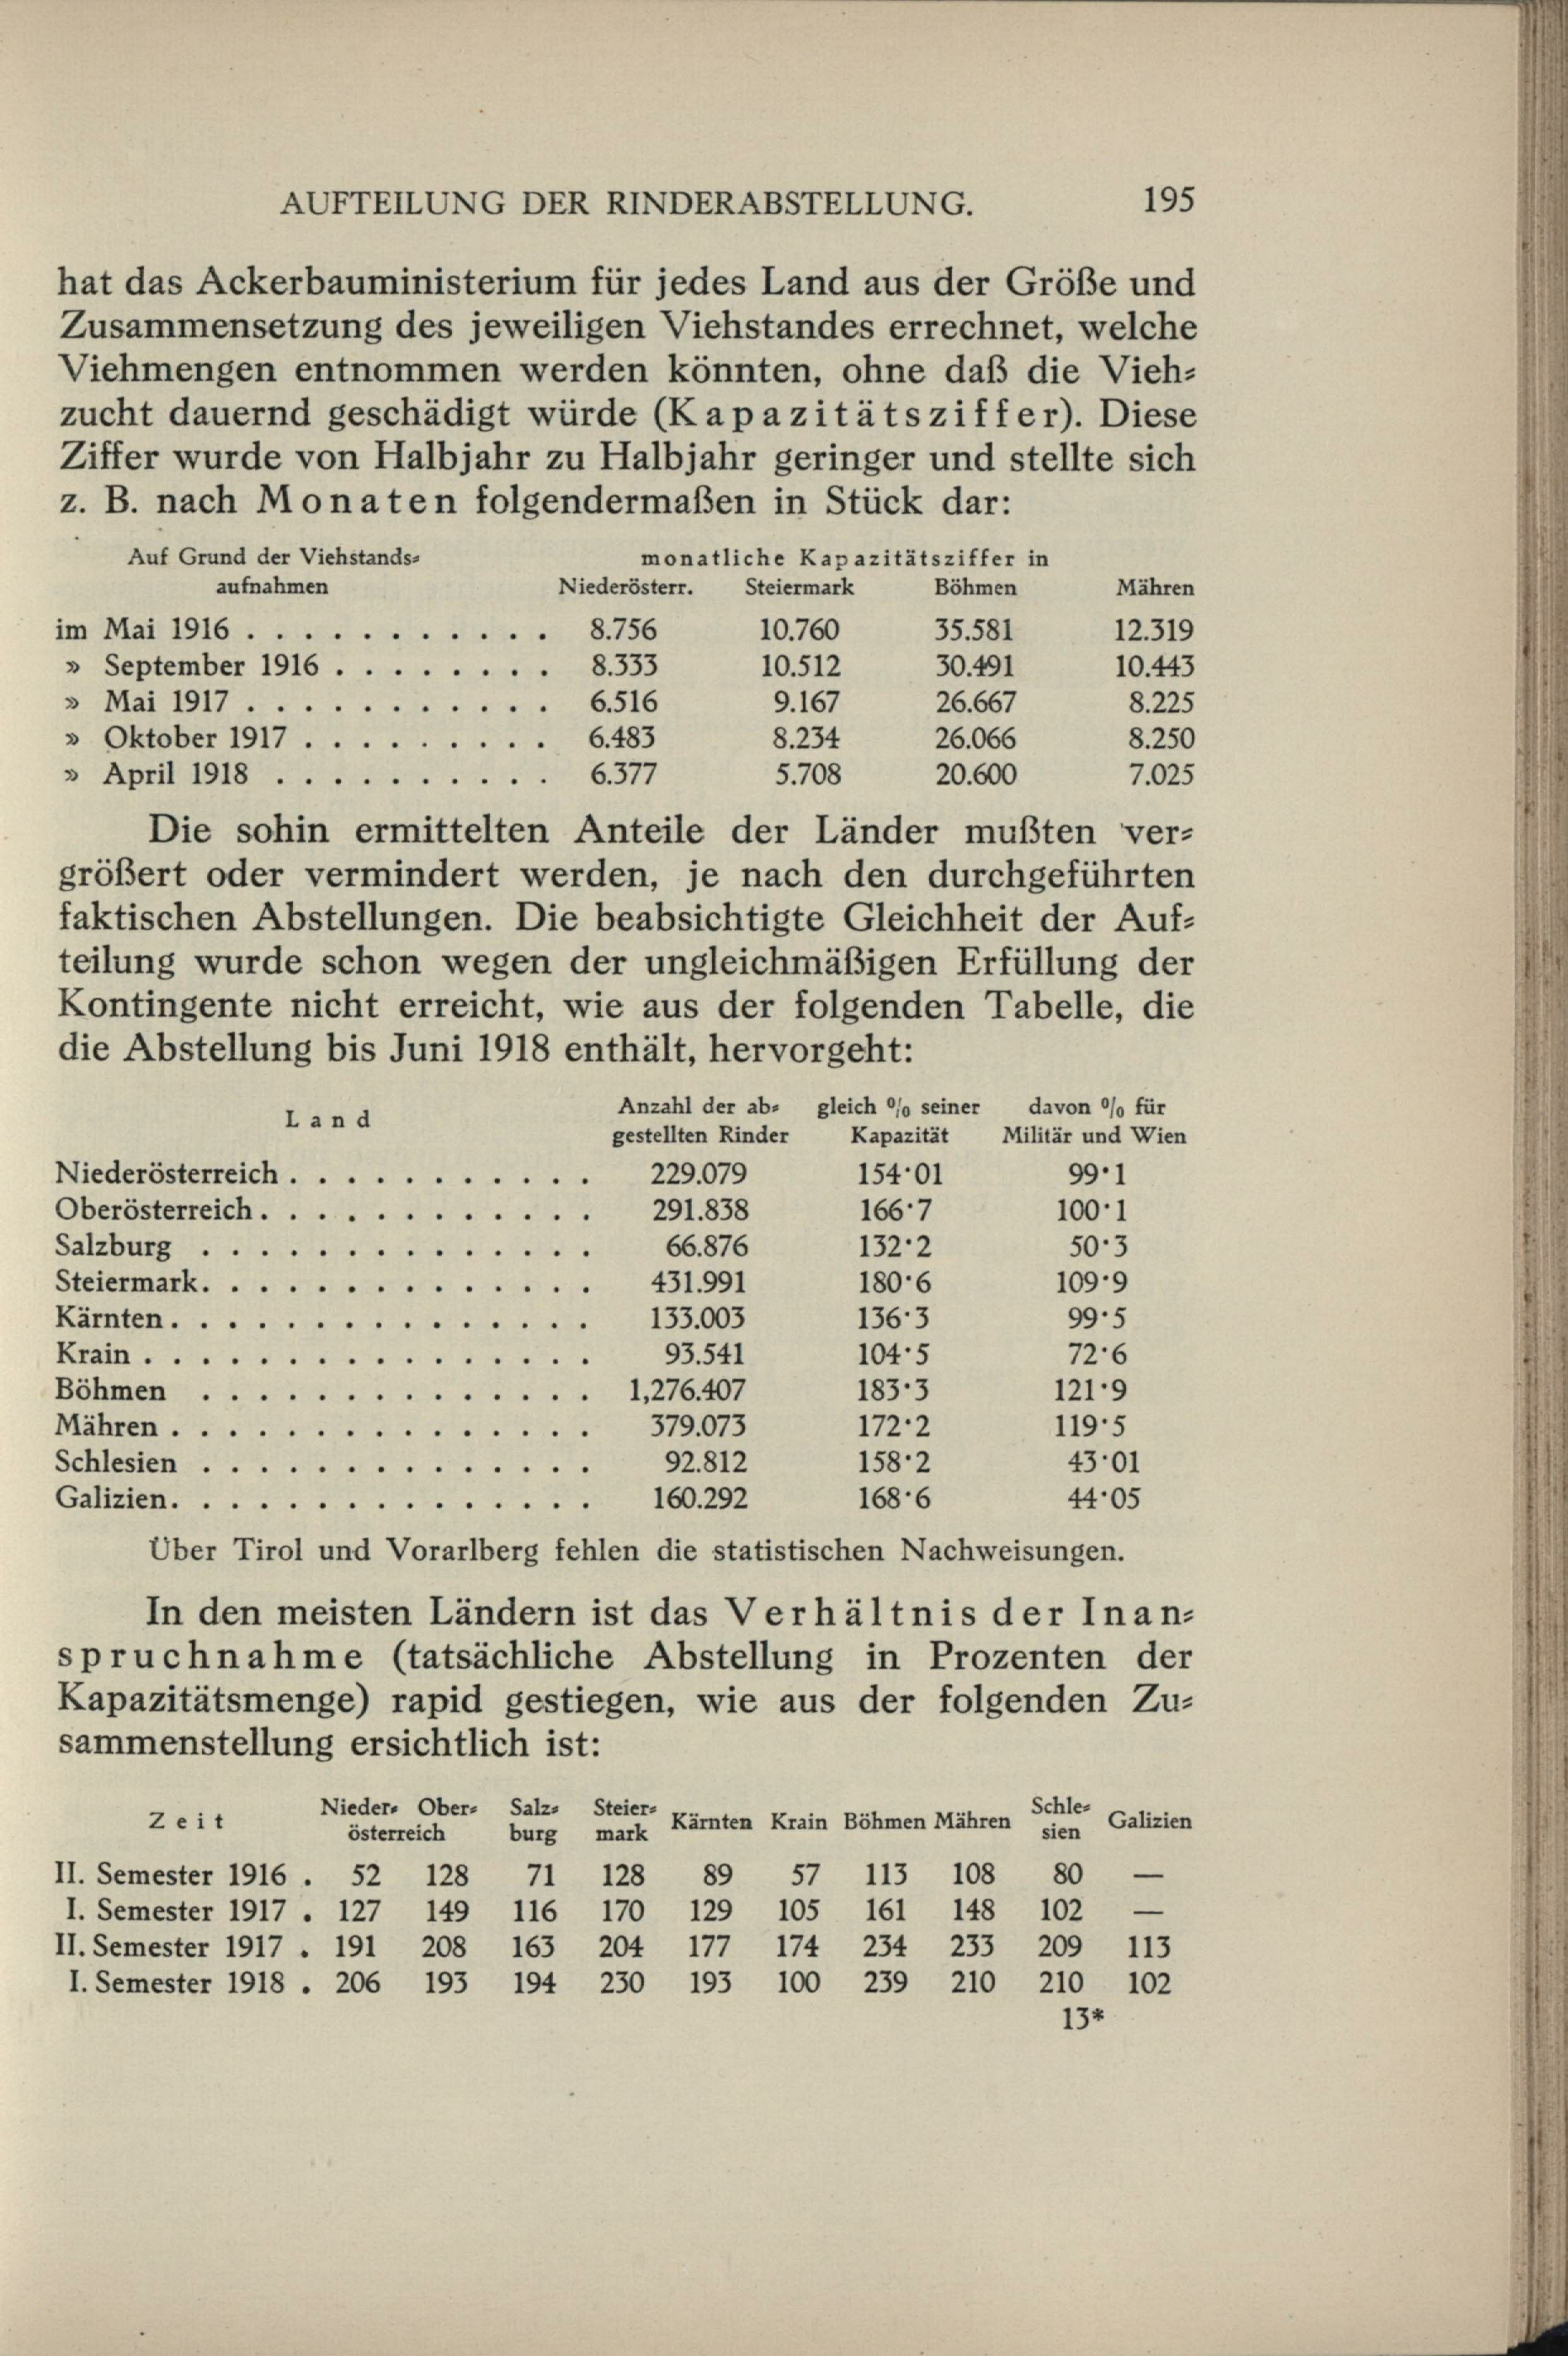 AUFTEILUNG DER RINDERABSTELLUNG. 195
hat das Ackerbauministerium für jedes Land aus der Größe und
Zusammensetzung des jeweiligen Viehstandes errechnet, welche
Viehmengen entnommen werden könnten, ohne daß die Vieh-
zucht dauernd geschädigt würde (Kapazitätsziffer). Diese
Ziffer wurde von Halbjahr zu Halbjahr geringer und stellte sich
z. B. nach Monaten folgendermaßen in Stück dar:
Auf Grund der Viehstands- monatliche Kapazitätsziffer in
aufnahmen Niederösterr. Steiermark Böhmen Mähren
im Mai 1916 . . . . . . . . . . . 8.756 10.760 35.581 12.319
» September 1916 . . . . . . . . 8.333 10.512 30.491 10.443
» Mai 1917 . . . . . . . . . . . 6.516 9.167 26.667 8.225
» Oktober 1917 . . . . . . . . . 6.483 8.234 26.066 8.250
» April 1918 . . . . . . . . . . 6.377 5.708 20.600 7.025
Die sohin ermittelten Anteile der Länder mußten ver-
größert oder vermindert werden, je nach den durchgeführten
faktischen Abstellungen. Die beabsichtigte Gleichheit der Auf-
teilung wurde schon wegen der ungleichmäßigen Erfüllung der
Kontingente nicht erreicht, wie aus der folgenden Tabelle, die
die Abstellung bis Juni 1918 enthält, hervorgeht:
Land Anzahl der ab- gleich % seiner davon % für
gestellten Rinder Kapazität Militär und Wien
Niederösterreich . . . . . . . . . . . 229.079 154·01 99·1
Oberösterreich . . . . . . . . . . . . 291.838 166·7 100·1
Salzburg . . . . . . . . . . . . . . 66.876 132·2 50·3
Steiermark . . . . . . . . . . . . . . 431.991 180·6 109·9
Kärnten . . . . . . . . . . . . . . . 133.003 136·3 99·5
Krain . . . . . . . . . . . . . . . . 93.541 104·5 72·6
Böhmen . . . . . . . . . . . . . . 1,276.407 183·3 121·9
Mähren . . . . . . . . . . . . . . . 379.073 172·2 119·5
Schlesien . . . . . . . . . . . . . . 92.812 158·2 43·01
Galizien . . . . . . . . . . . . . . . 160.292 168·6 44·05
Über Tirol und Vorarlberg fehlen die statistischen Nachweisungen.
In den meisten Ländern ist das Verhältnis der Inan-
spruchnahme (tatsächliche Abstellung in Prozenten der
Kapazitätsmenge) rapid gestiegen, wie aus der folgenden Zu-
sammenstellung ersichtlich ist:
Zeit Nieder- Ober- Salz- Steier- Kärnten Krain Böhmen Mähren Schle- Galizien
österreich burg mark sien
II. Semester 1916 . 52 128 71 128 89 57 113 108 80 —
I. Semester 1917 . 127 149 116 170 129 105 161 148 102 —
II. Semester 1917 . 191 208 163 204 177 174 234 233 209 113
I. Semester 1918 . 206 193 194 230 193 100 239 210 210 102
13*